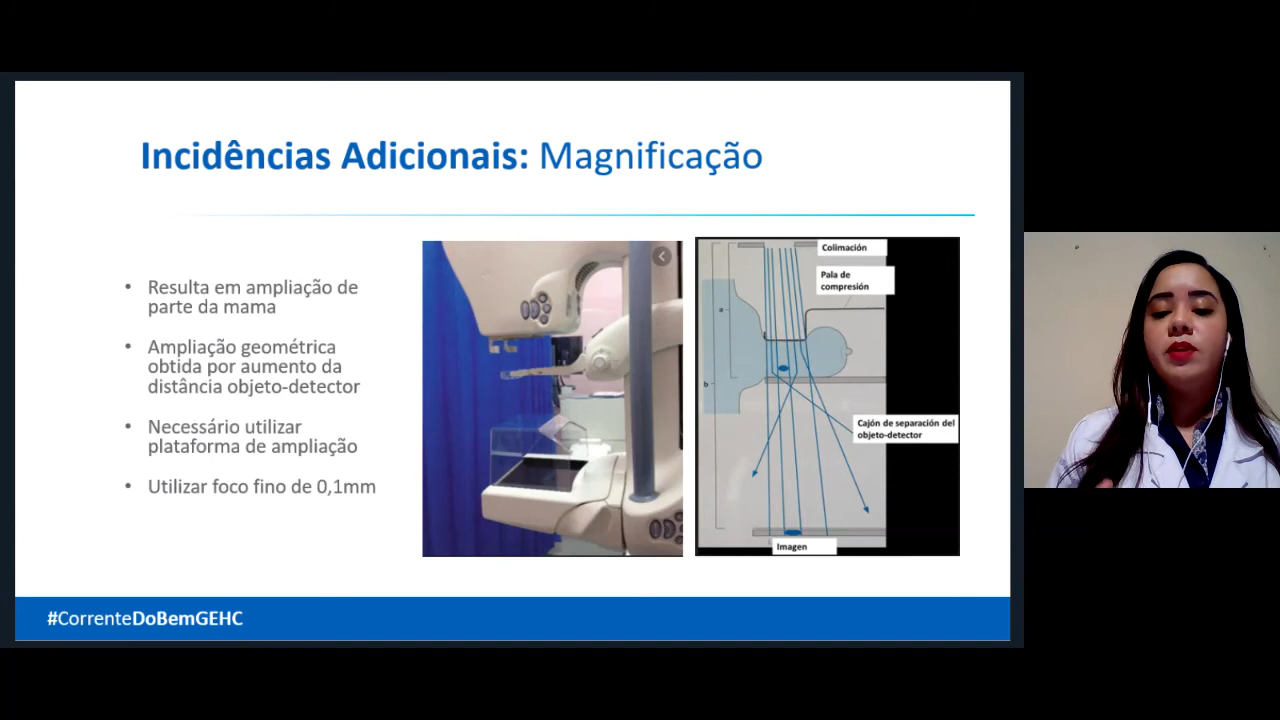 Incidências Adicionais: Magnificação
• Resulta em ampliação de
parte da mama
• Ampliação geométrica
obtida por aumento da
distância objeto-detector
• Necessário utilizar
plataforma de ampliação
• Utilizar foco fino de 0,1mm
Colimación
Pala de
compresión
a
b
Cajón de separación del
objeto-detector
Imagen
#CorrenteDoBemGEHC